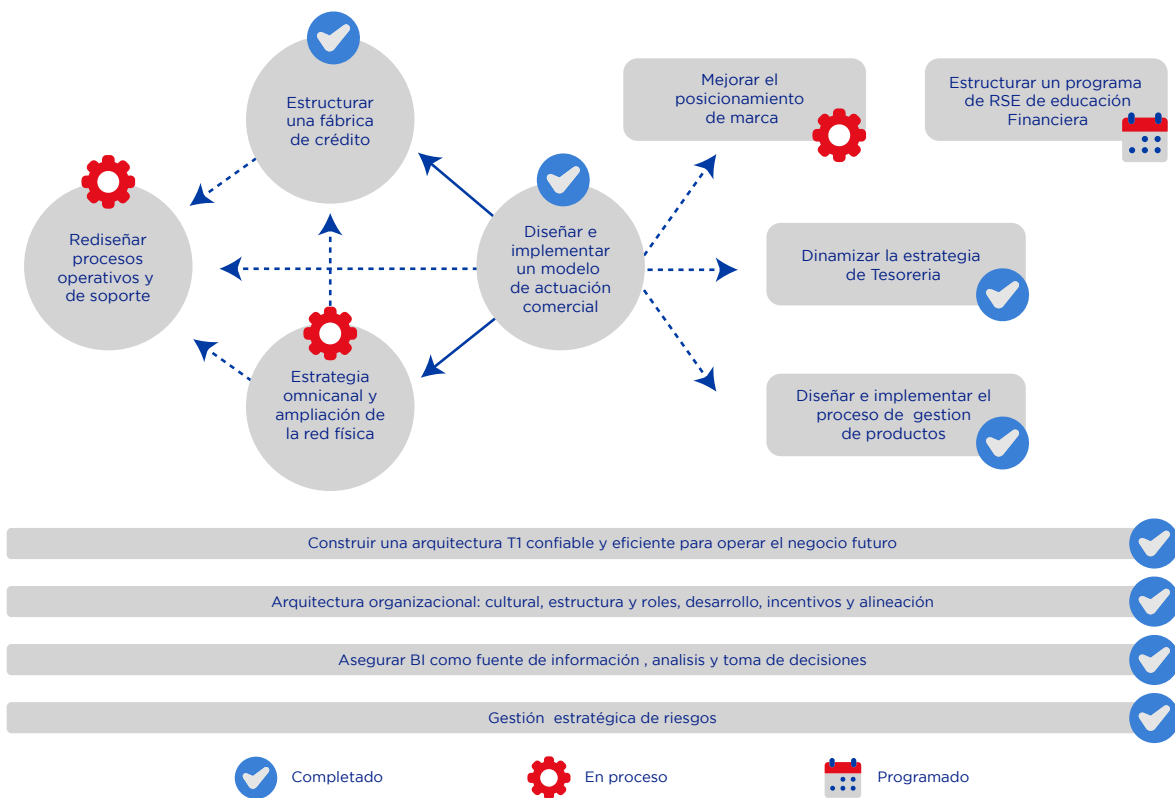 Estructurar
una fábrica
de crédito
Mejorar el
posicionamiento
de marca
Estructurar un programa
de RSE de educación
Financiera
Rediseñar
procesos
operativos y
de soporte
Diseñar e
implementar
un modelo
de actuación
comercial
Dinamizar la estrategia
de Tesoreria
Estrategia
omnicanal y
ampliación de
la red física
Diseñar e implementar el
proceso de gestion
de productos
Construir una arquitectura T1 confiable y eficiente para operar el negocio futuro
Arquitectura organizacional: cultural, estructura y roles, desarrollo, incentivos y alineación
Asegurar BI como fuente de información , analisis y toma de decisiones
Gestión estratégica de riesgos
Completado
En proceso
Programado